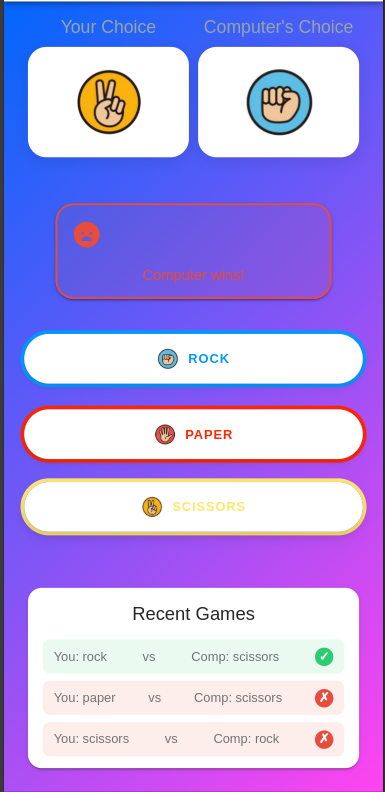 Your Choice Computer's Choice
Computer wins!
ROCK
PAPER
SCISSORS
Recent Games
You: rock vs Comp: scissors
You: paper vs Comp: scissors
You: scissors vs Comp: rock